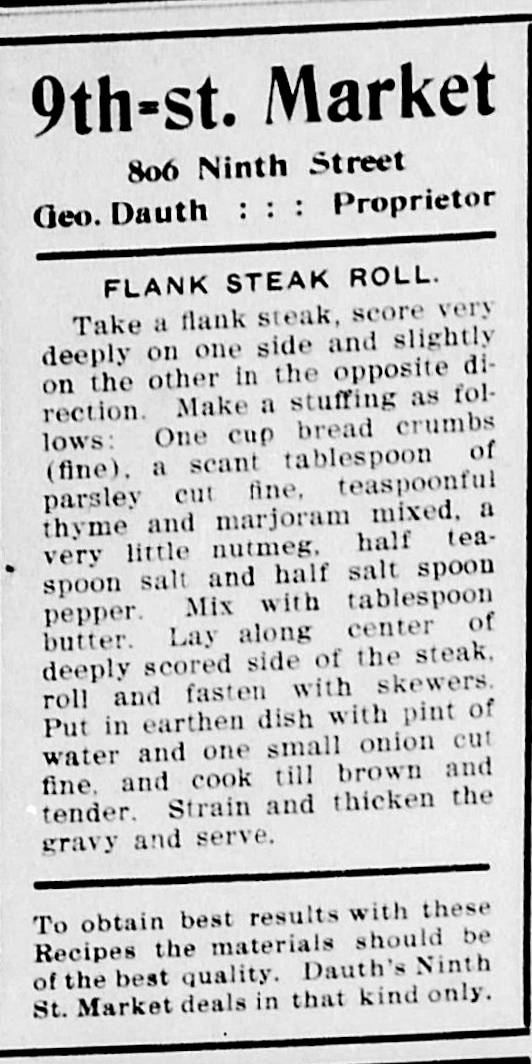 9th-st. Market
806 Ninth Street
Geo. Dauth : : : Proprietor
FLANK STEAK ROLL.
Take a flank steak, score very
deeply on one side and slightly
on the other in the opposite di-
rection. Make a stuffing as fol-
lows: One cup bread crumbs
(fine), a scant tablespoon of
parsley cut fine, teaspoonful
thyme and marjoram mixed, a
very little nutmeg, half tea-
spoon salt and half salt spoon
pepper. Mix with tablespoon
butter. Lay along center of
deeply scored side of the steak,
roll and fasten with skewers.
Put in earthen dish with pint of
water and one small onion cut
fine, and cook till brown and
tender. Strain and thicken the
gravy and serve.
To obtain best results with these
Recipes the materials should be
of the best quality. Dauth's Ninth
St. Market deals in that kind only.